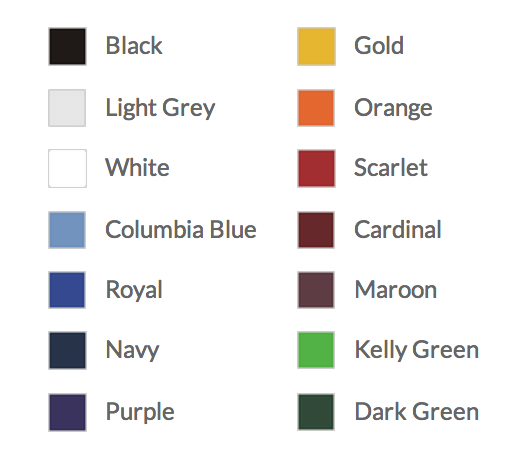 Black
Light Grey
White
Columbia Blue
Royal
Navy
Purple
Gold
Orange
Scarlet
Cardinal
Maroon
Kelly Green
Dark Green